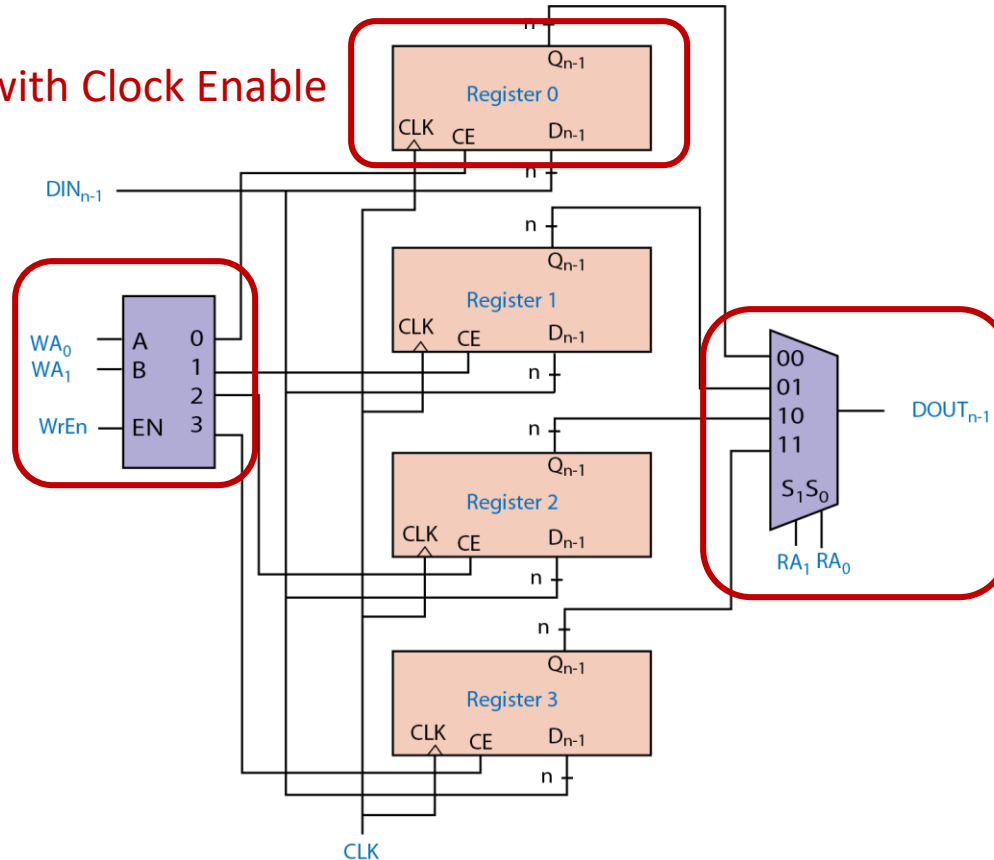 n
Qn-1
with Clock Enable
Register 0
CLK
CE
Dn-1
n
DINn-1
n
Qn-1
Register 1
CLK
CE
Dn-1
n
WA0
WA1
WrEn
A
B
EN
0
1
2
3
n
Qn-1
Register 2
CLK
CE
Dn-1
n
00
01
10
11
S1S0
RA1 RA0
DOUTn-1
n
Qn-1
Register 3
CLK
CE
Dn-1
n
CLK